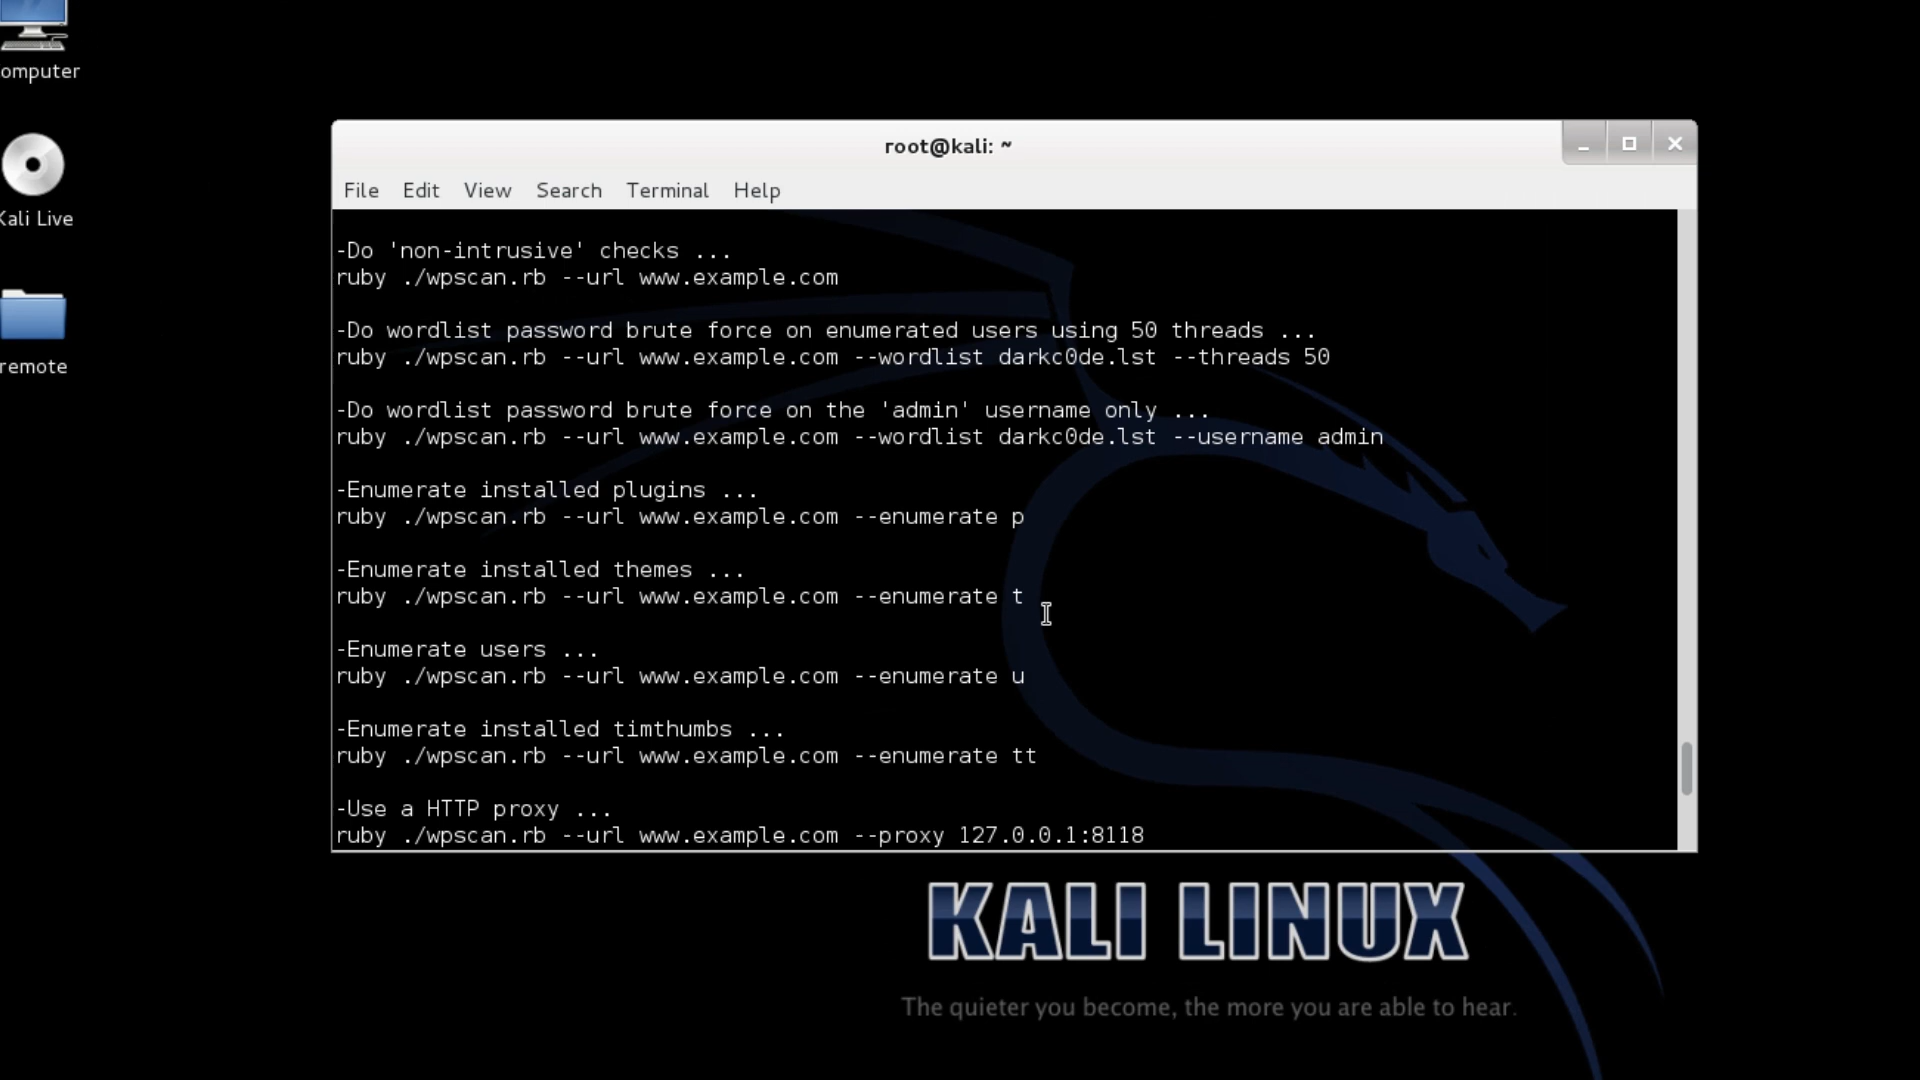 omputer
Kali Live
remote
root@kali: ~
File Edit View Search Terminal Help
-Do 'non-intrusive' checks ...
ruby ./wpscan.rb --url www.example.com
-Do wordlist password brute force on enumerated users using 50 threads ...
ruby ./wpscan.rb --url www.example.com --wordlist darkc0de.lst --threads 50
-Do wordlist password brute force on the 'admin' username only ...
ruby ./wpscan.rb --url www.example.com --wordlist darkc0de.lst --username admin
-Enumerate installed plugins ...
ruby ./wpscan.rb --url www.example.com --enumerate p
-Enumerate installed themes ...
ruby ./wpscan.rb --url www.example.com --enumerate t
-Enumerate users ...
ruby ./wpscan.rb --url www.example.com --enumerate u
-Enumerate installed timthumbs ...
ruby ./wpscan.rb --url www.example.com --enumerate tt
-Use a HTTP proxy ...
ruby ./wpscan.rb --url www.example.com --proxy 127.0.0.1:8118
KALI LINUX
The quieter you become, the more you are able to hear.